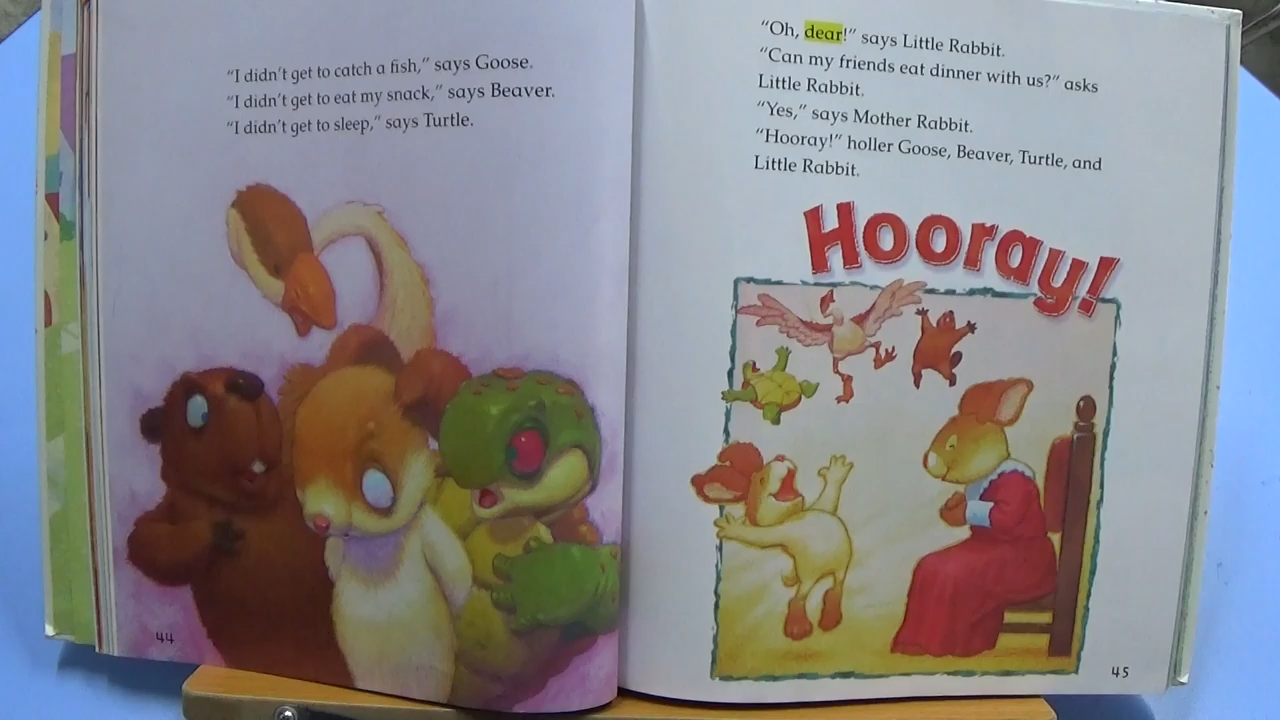 “I didn’t get to catch a fish,” says Goose.
“I didn’t get to eat my snack,” says Beaver.
“I didn’t get to sleep,” says Turtle.
44
“Oh, dear!” says Little Rabbit.
“Can my friends eat dinner with us?” asks
Little Rabbit.
“Yes,” says Mother Rabbit.
“Hooray!” holler Goose, Beaver, Turtle, and
Little Rabbit.
Hooray!
45